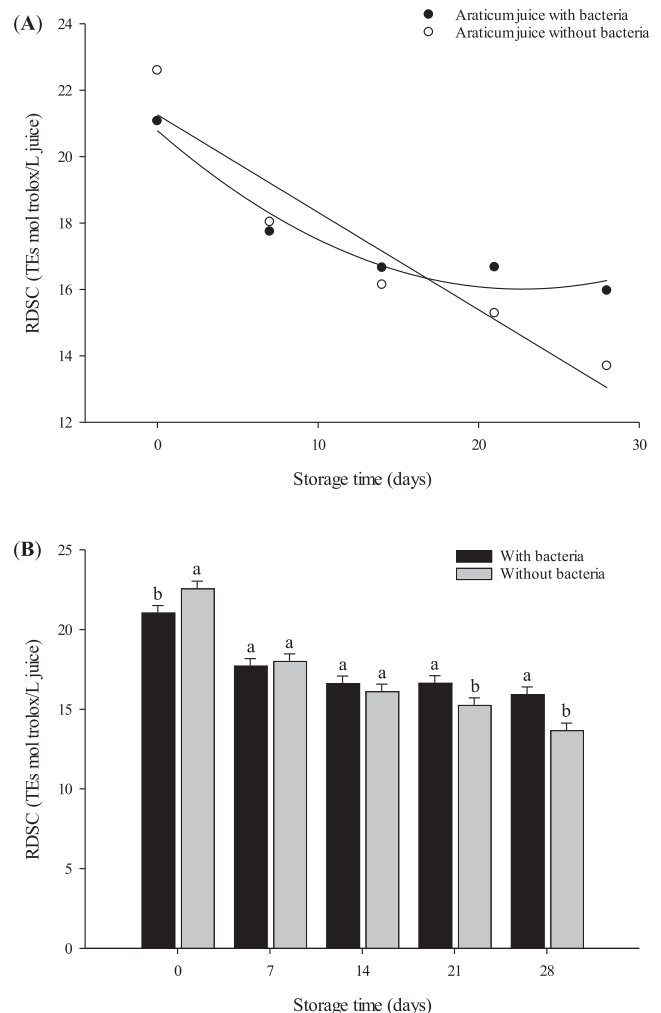 (A)
Araticum juice with bacteria
Araticum juice without bacteria
24
22
20
18
16
14
12
RDSC (TEs mol trolox/L juice)
0 10 20 30
Storage time (days)
(B)
With bacteria
Without bacteria
25
20
15
10
5
0
RDSC (TEs mol trolox/L juice)
b a a a a a a b a b
0 7 14 21 28
Storage time (days)